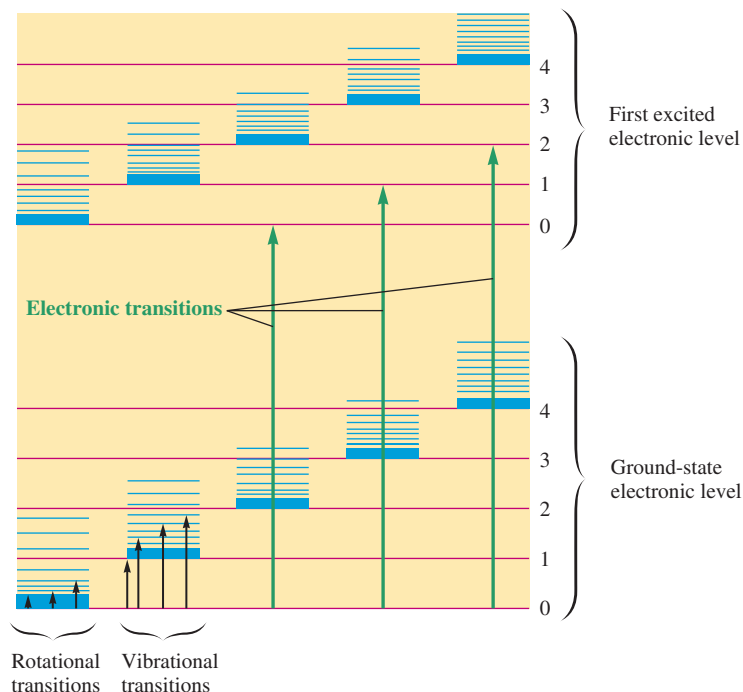 4
3
2
1
0
First excited
electronic level
Electronic transitions
4
3
2
1
0
Ground-state
electronic level
Rotational
transitions
Vibrational
transitions